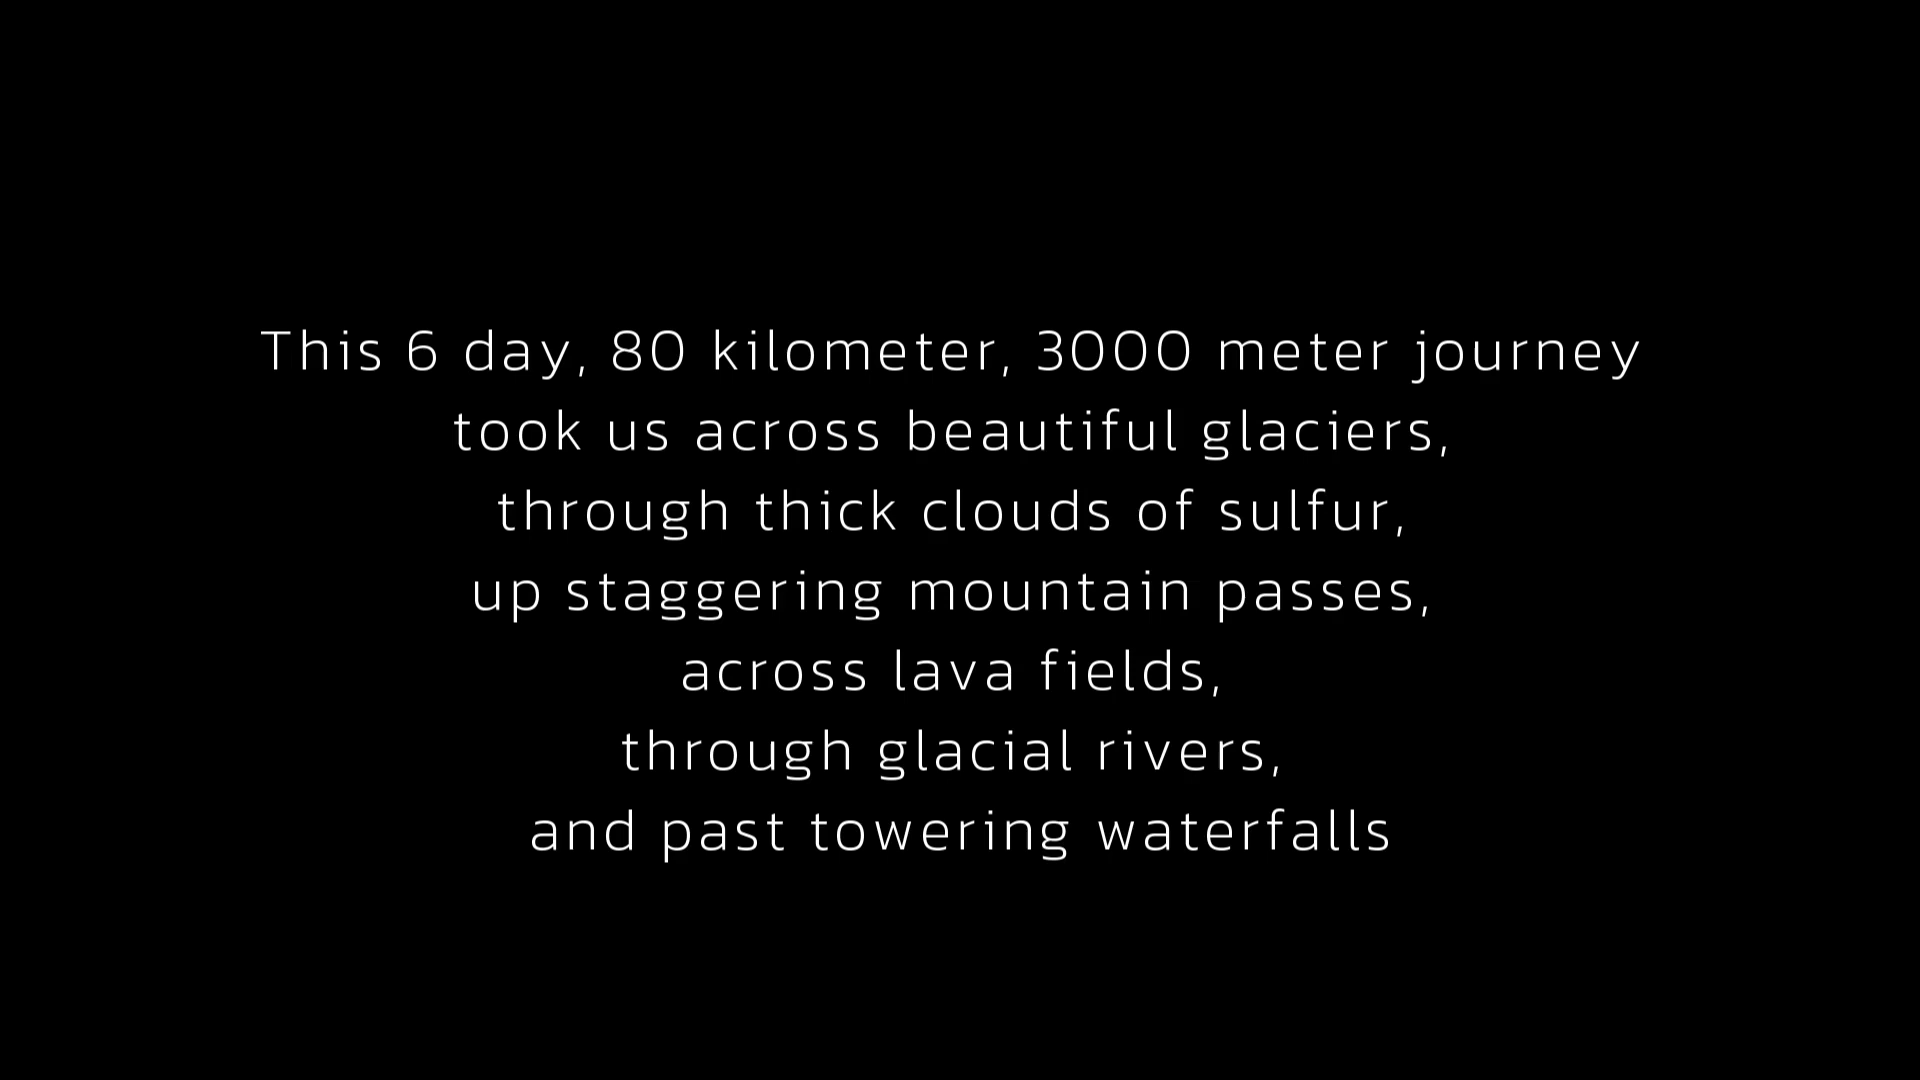 This 6 day, 80 kilometer, 3000 meter journey
took us across beautiful glaciers,
through thick clouds of sulfur,
up staggering mountain passes,
across lava fields,
through glacial rivers,
and past towering waterfalls